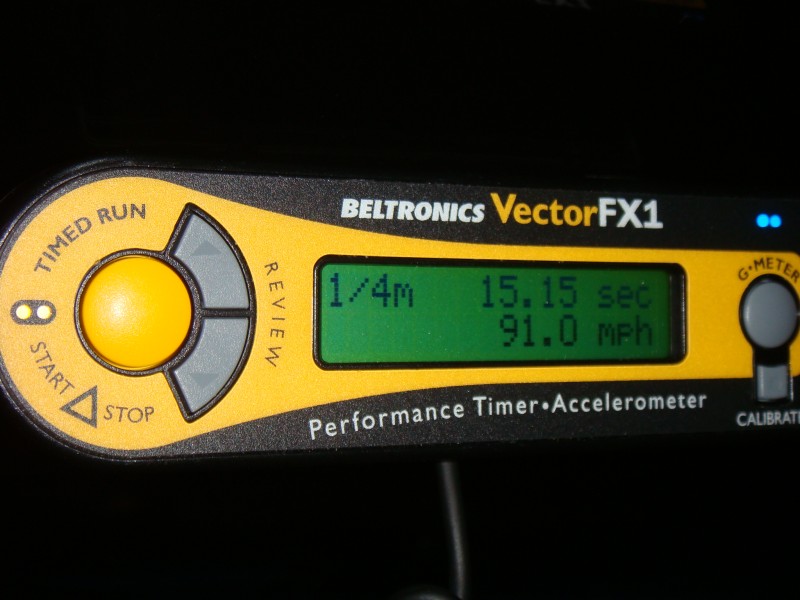 BELTRONICS VectorFX1
TIMED RUN
REVIEW
START STOP
1/4m 15.15 sec
91.0 mph
G•METER
Performance Timer•Accelerometer